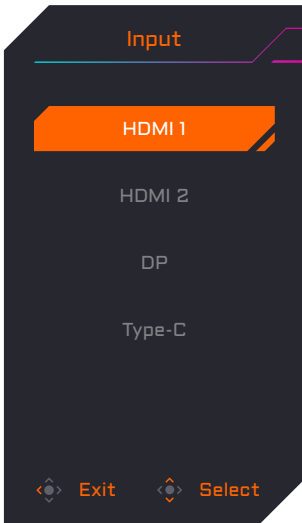 Input
HDMI 1
HDMI 2
DP
Type-C
Exit Select